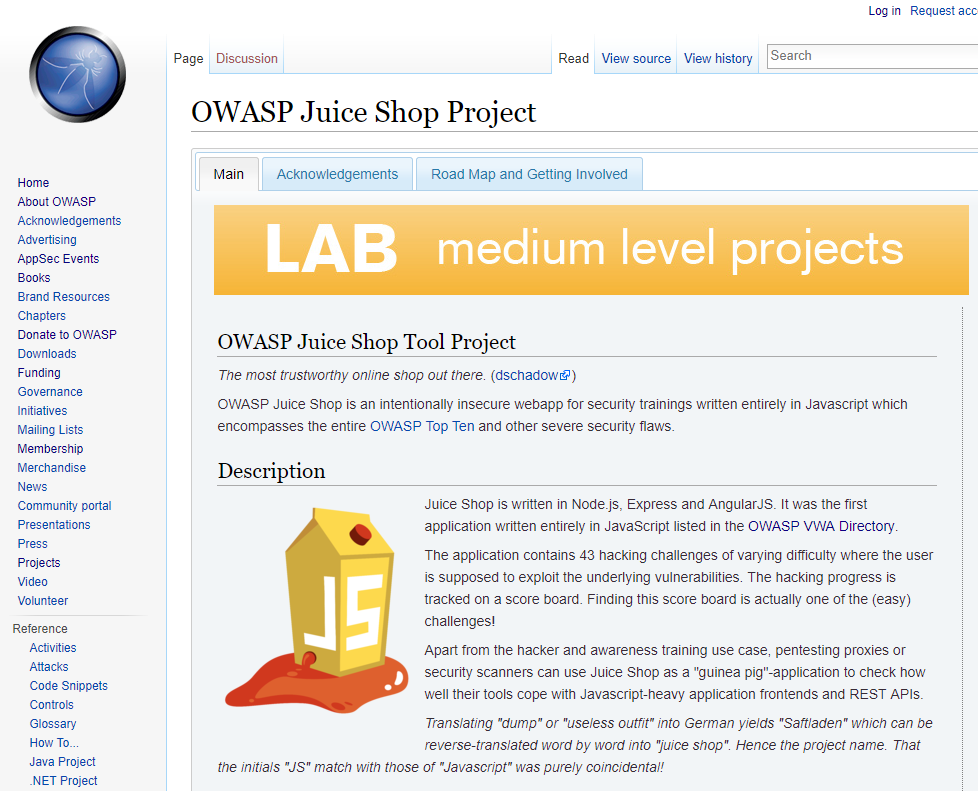 Log in Request acc
Page Discussion Read View source View history Search
OWASP Juice Shop Project
Main Acknowledgements Road Map and Getting Involved
LAB medium level projects
OWASP Juice Shop Tool Project
The most trustworthy online shop out there. (dschadow)
OWASP Juice Shop is an intentionally insecure webapp for security trainings written entirely in Javascript which
encompasses the entire OWASP Top Ten and other severe security flaws.
Description
JS
Juice Shop is written in Node.js, Express and AngularJS. It was the first
application written entirely in JavaScript listed in the OWASP VWA Directory.
The application contains 43 hacking challenges of varying difficulty where the user
is supposed to exploit the underlying vulnerabilities. The hacking progress is
tracked on a score board. Finding this score board is actually one of the (easy)
challenges!
Apart from the hacker and awareness training use case, pentesting proxies or
security scanners can use Juice Shop as a "guinea pig"-application to check how
well their tools cope with Javascript-heavy application frontends and REST APIs.
Translating "dump" or "useless outfit" into German yields "Saftladen" which can be
reverse-translated word by word into "juice shop". Hence the project name. That
the initials "JS" match with those of "Javascript" was purely coincidental!
Home
About OWASP
Acknowledgements
Advertising
AppSec Events
Books
Brand Resources
Chapters
Donate to OWASP
Downloads
Funding
Governance
Initiatives
Mailing Lists
Membership
Merchandise
News
Community portal
Presentations
Press
Projects
Video
Volunteer
Reference
Activities
Attacks
Code Snippets
Controls
Glossary
How To...
Java Project
.NET Project